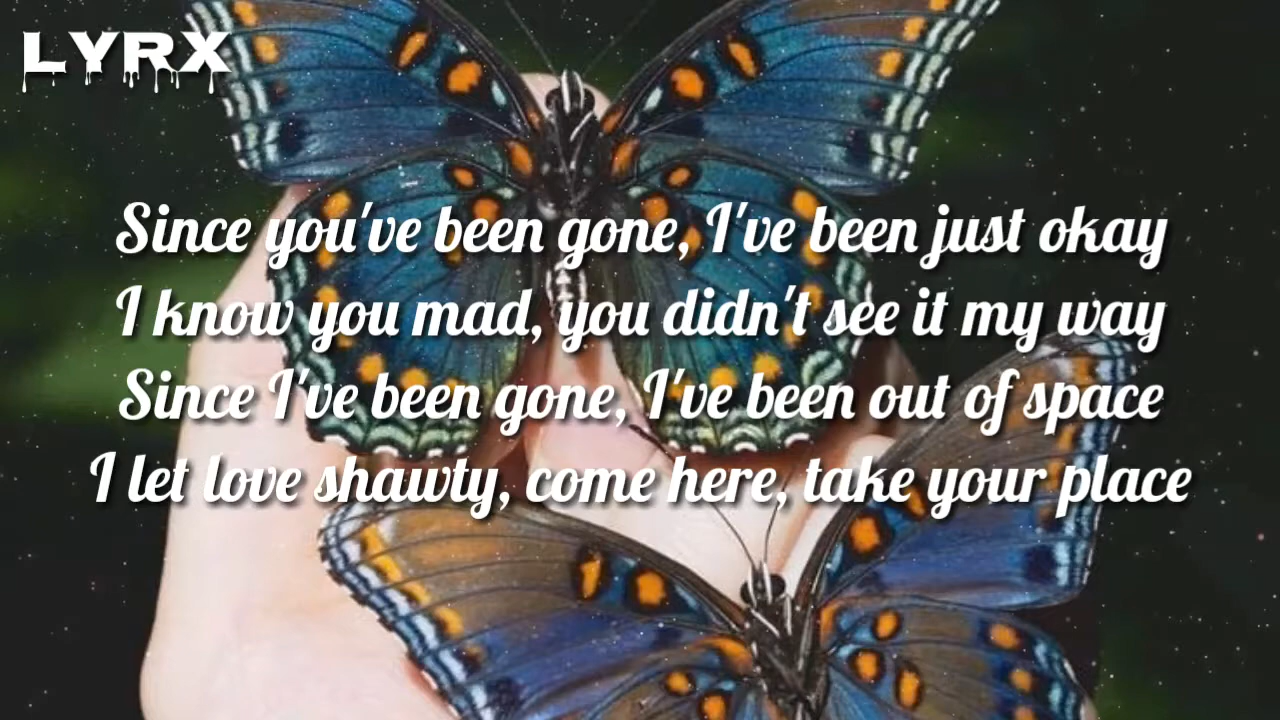 LYRX
Since you've been gone, I've been just okay
I know you mad, you didn't see it my way
Since I've been gone, I've been out of space
I let love shawty, come here, take your place